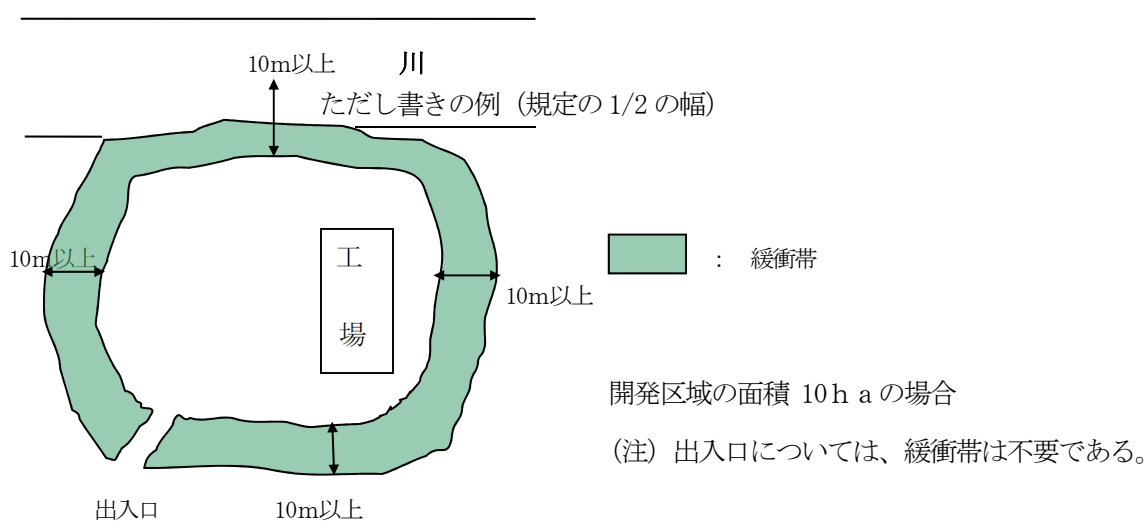 10m以上 川
ただし書きの例（規定の 1/2 の幅）
10m以上
工
場
： 緩衝帯
10m以上
開発区域の面積 10ｈａの場合
（注）出入口については、緩衝帯は不要である。
出入口 10m以上